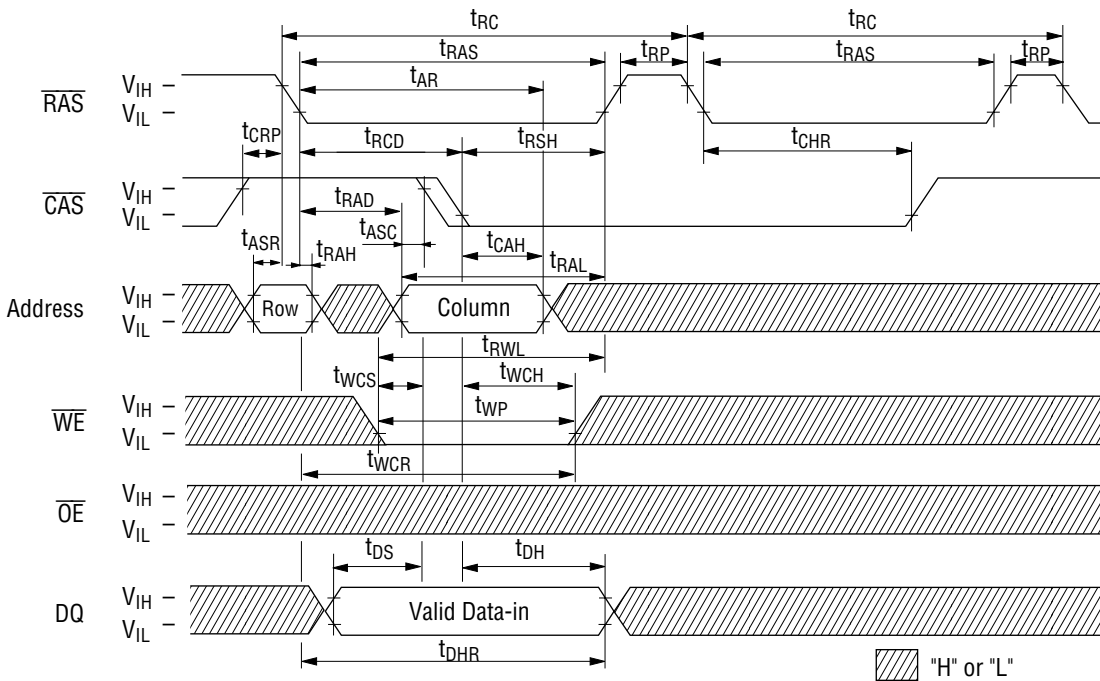 tRC tRC
tRAS tRP tRAS tRP
tAR
RAS VIH
VIL
tCRP tRCD tRSH tCHR
CAS VIH
VIL
tRAD
tASC tCAH
tASR tRAH tRAL
Address VIH
VIL
Row Column
tRWL
tWCS tWCH
tWP
WE VIH
VIL
tWCR
OE VIH
VIL
tDS tDH
DQ VIH
VIL
Valid Data-in
tDHR
"H" or "L"